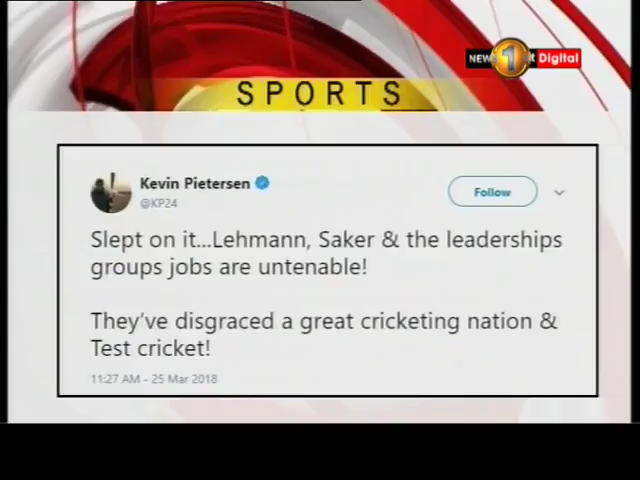 NEWS 1st Digital
SPORTS
Kevin Pietersen
@KP24
Follow
Slept on it...Lehmann, Saker & the leaderships
groups jobs are untenable!
They've disgraced a great cricketing nation &
Test cricket!
11:27 AM - 25 Mar 2018